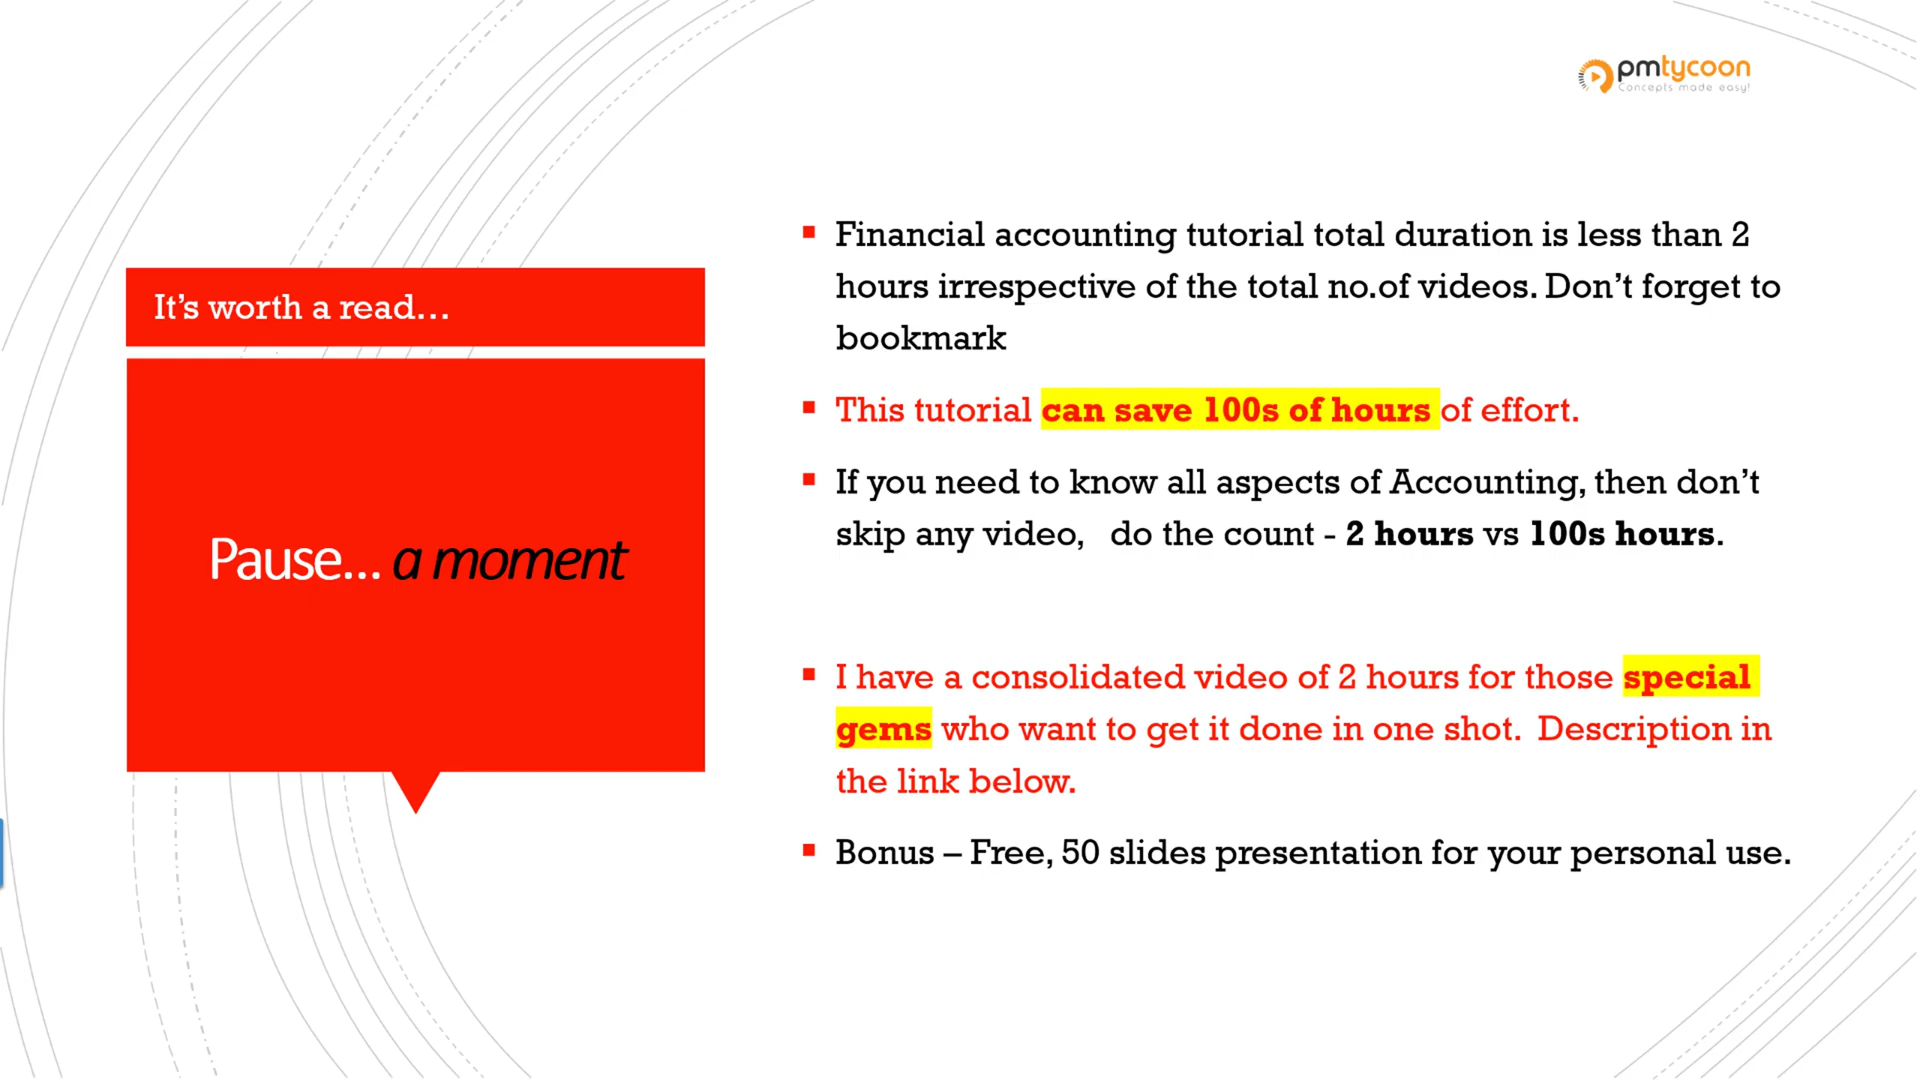 pmtycoon
Concepts made easy!
It's worth a read...
Pause... a moment
Financial accounting tutorial total duration is less than 2
hours irrespective of the total no.of videos. Don't forget to
bookmark
This tutorial can save 100s of hours of effort.
If you need to know all aspects of Accounting, then don't
skip any video, do the count - 2 hours vs 100s hours.
I have a consolidated video of 2 hours for those special
gems who want to get it done in one shot. Description in
the link below.
Bonus – Free, 50 slides presentation for your personal use.